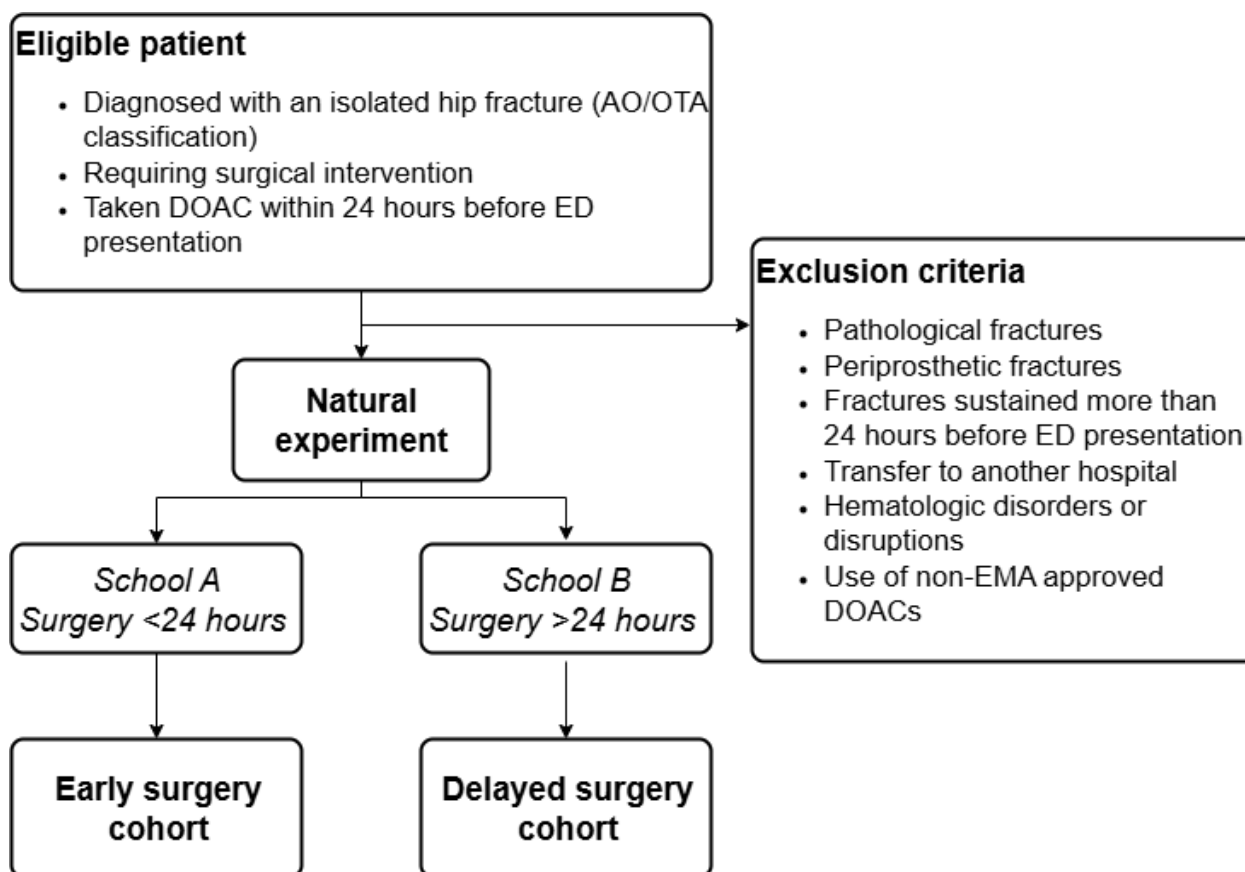 Eligible patient
• Diagnosed with an isolated hip fracture (AO/OTA
classification)
• Requiring surgical intervention
• Taken DOAC within 24 hours before ED
presentation
Exclusion criteria
• Pathological fractures
• Periprosthetic fractures
• Fractures sustained more than
24 hours before ED presentation
• Transfer to another hospital
• Hematologic disorders or
disruptions
• Use of non-EMA approved
DOACs
Natural
experiment
School A
Surgery <24 hours
School B
Surgery >24 hours
Early surgery
cohort
Delayed surgery
cohort